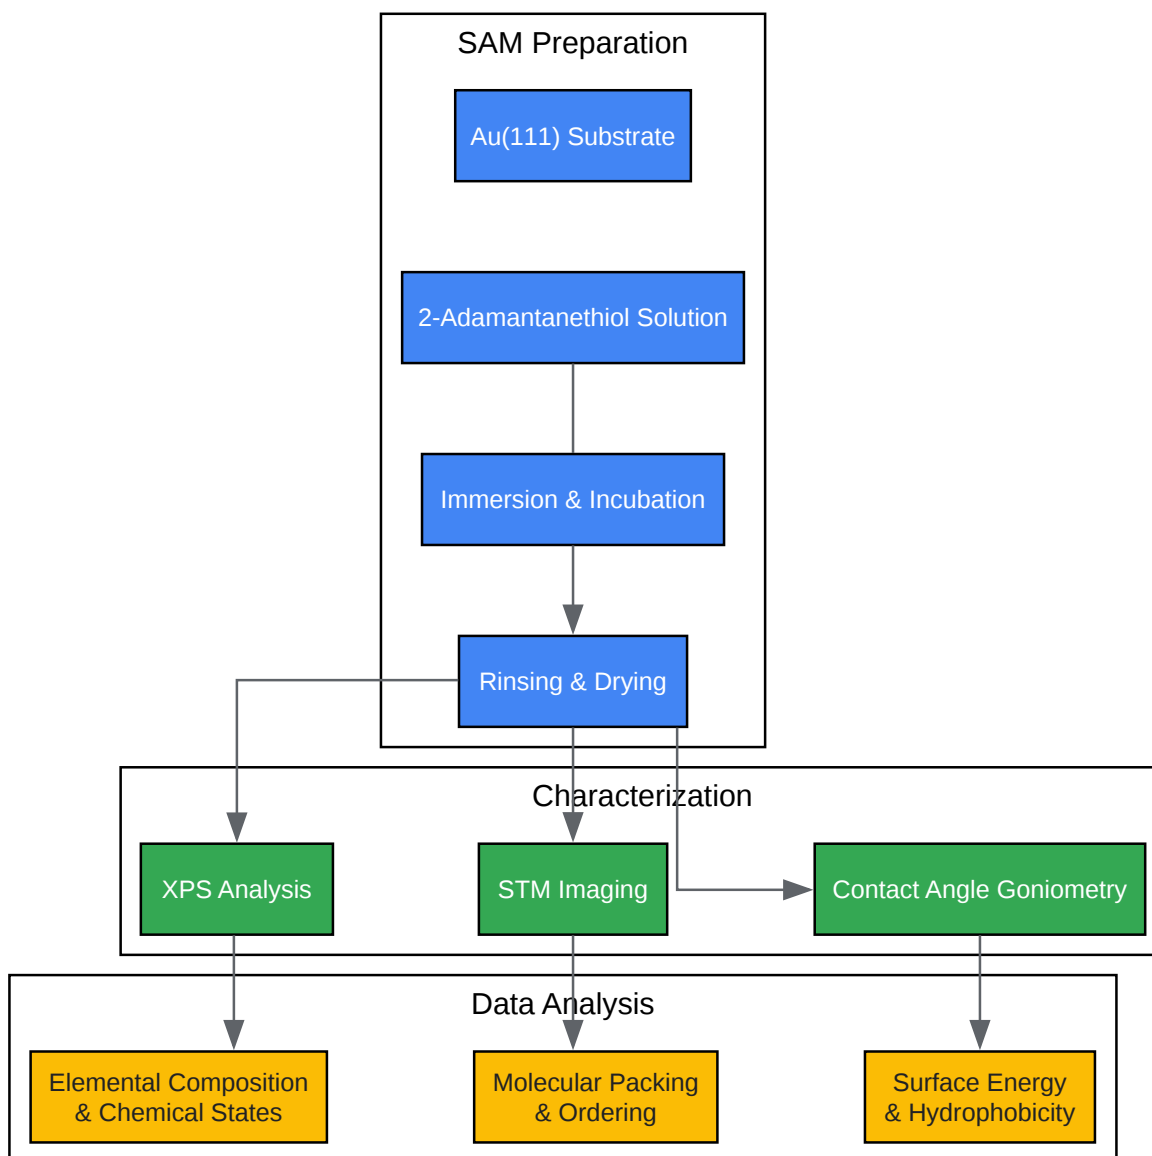 SAM Preparation
Au(111) Substrate
2-Adamantanethiol Solution
Immersion & Incubation
Rinsing & Drying
Characterization
XPS Analysis
STM Imaging
Contact Angle Goniometry
Data Analysis
Elemental Composition
& Chemical States
Molecular Packing
& Ordering
Surface Energy
& Hydrophobicity